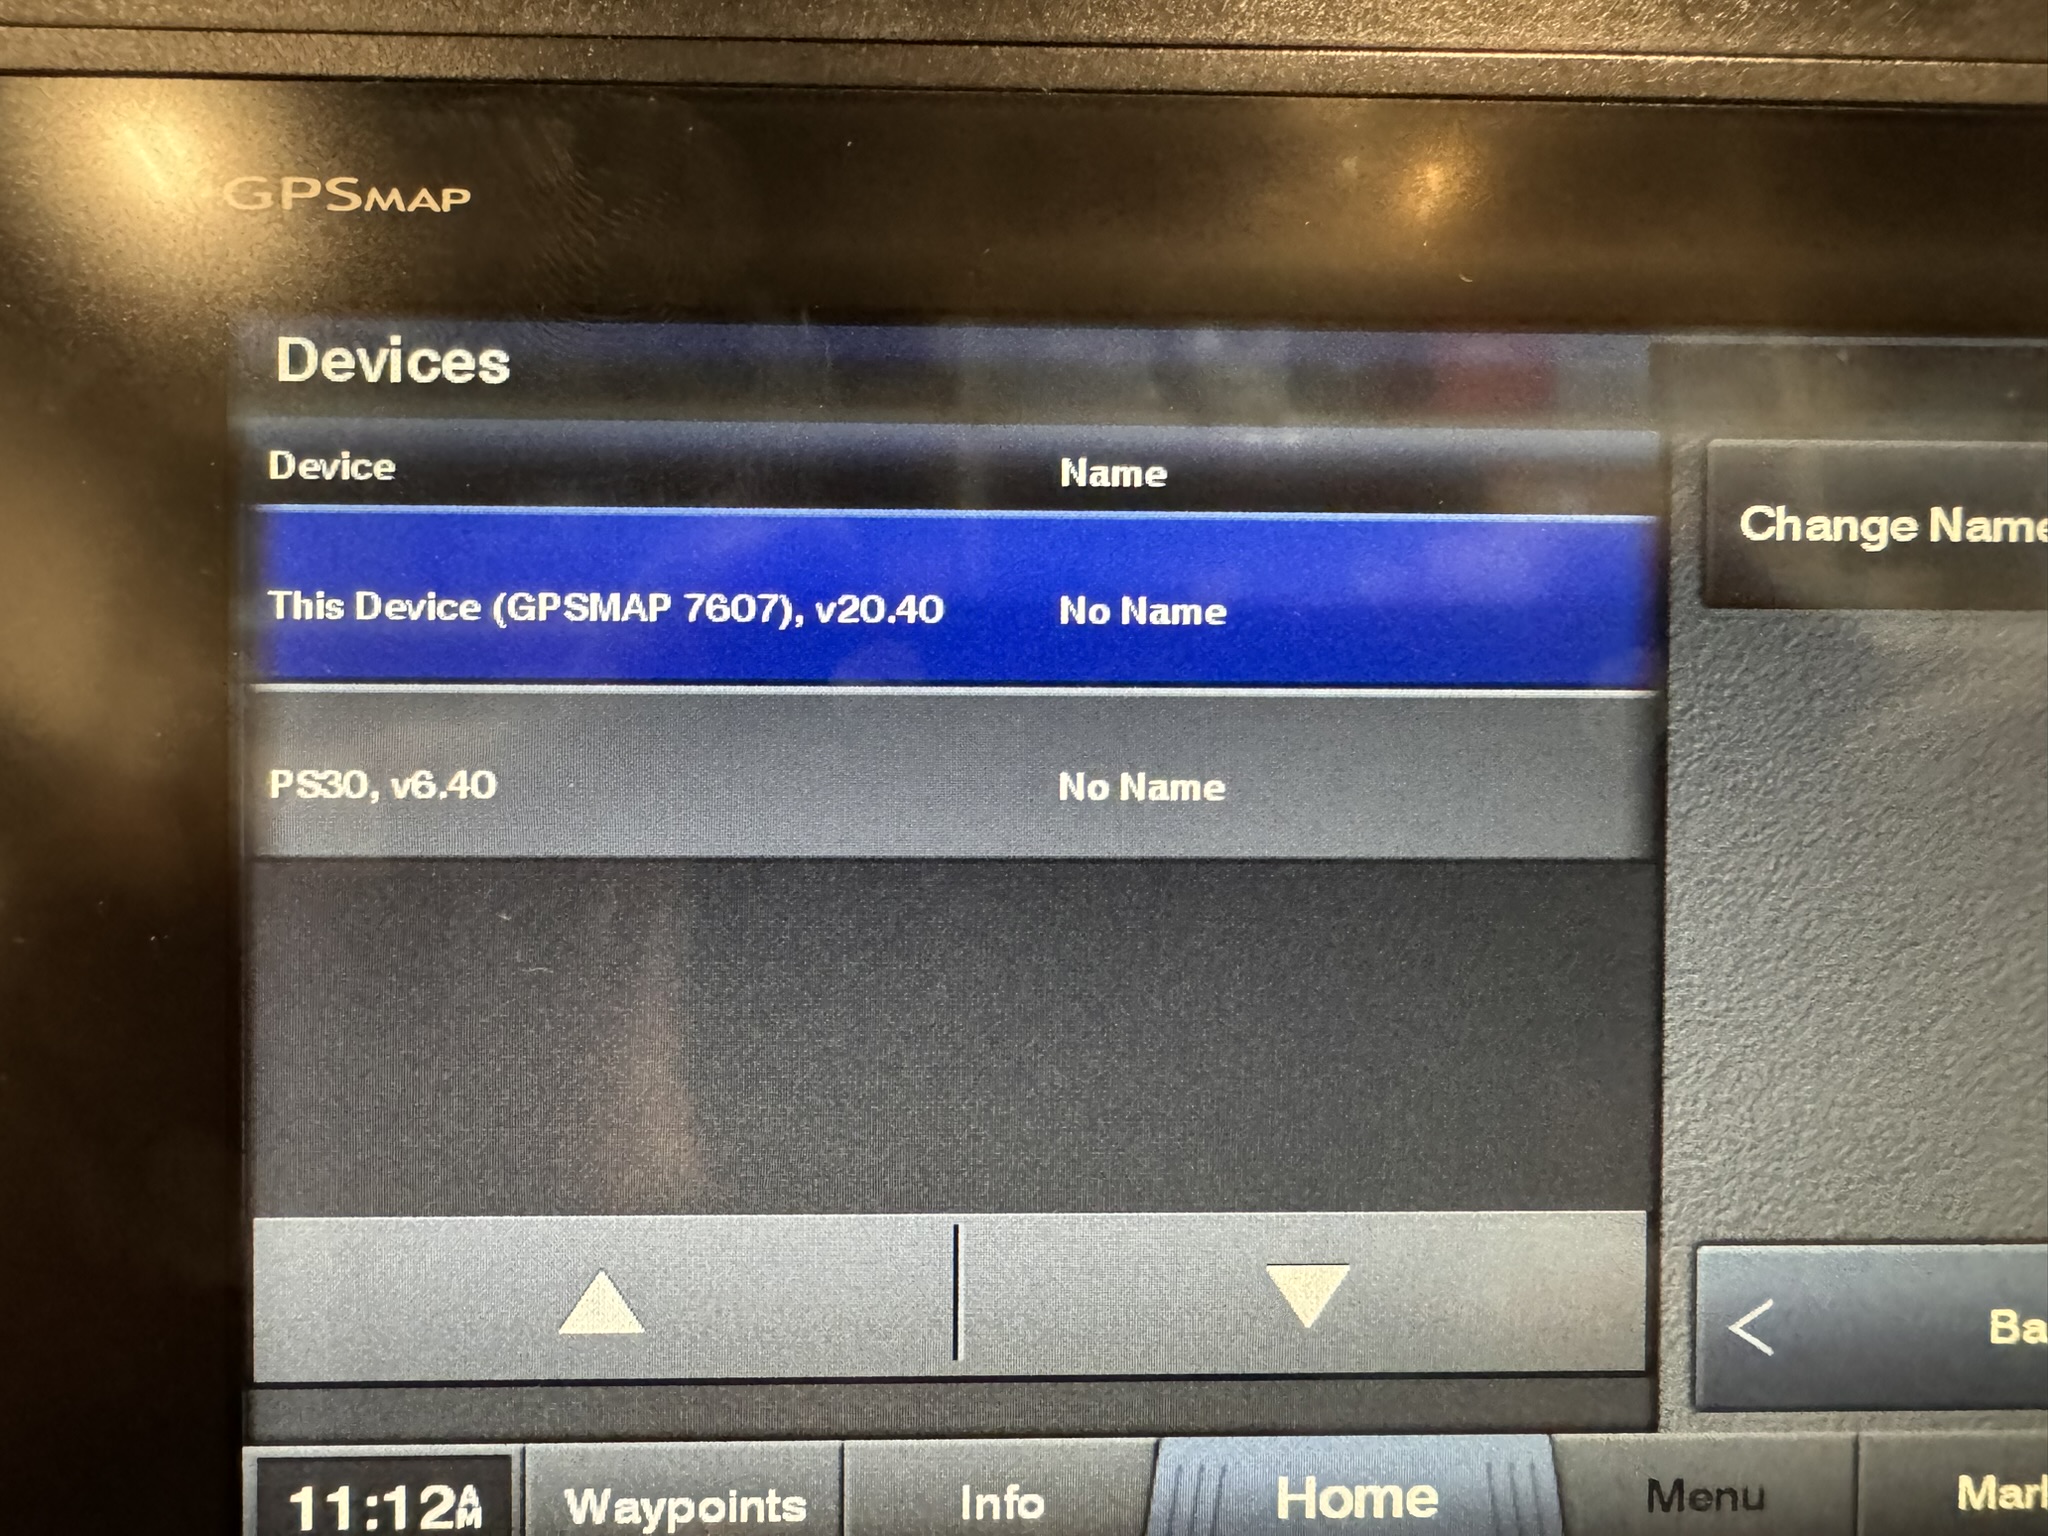 GPSMAP
Devices
Device Name
Change Name
This Device (GPSMAP 7607), v20.40 No Name
PS30, v6.40 No Name
<
11:12 AM Waypoints Info Home Menu